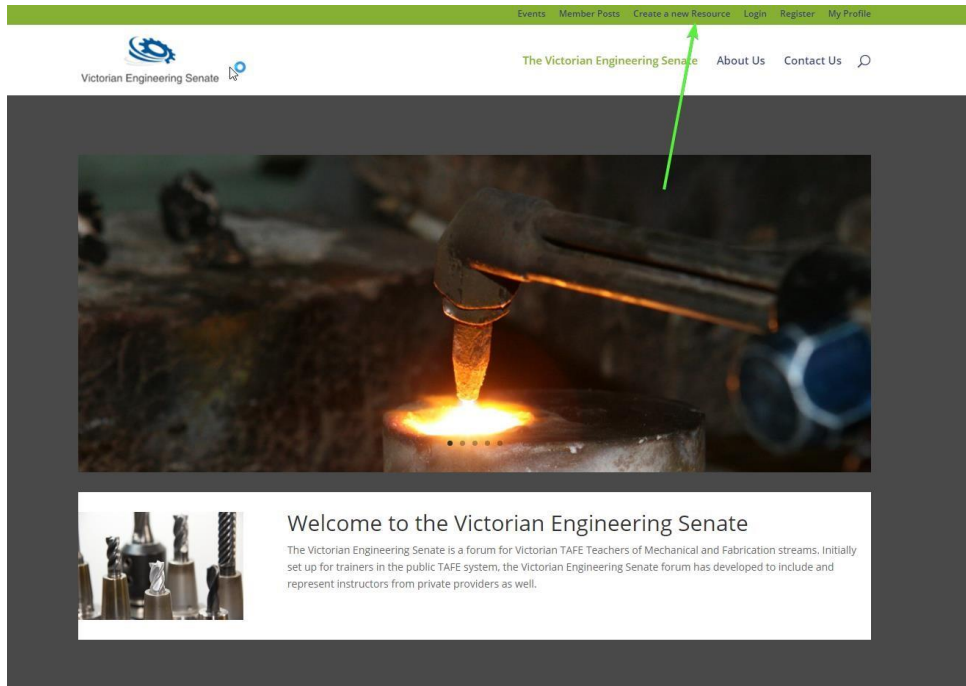 Events Member Posts Create a new Resource Login Register My Profile
Victorian Engineering Senate
The Victorian Engineering Senate About Us Contact Us
Welcome to the Victorian Engineering Senate
The Victorian Engineering Senate is a forum for Victorian TAFE Teachers of Mechanical and Fabrication streams. Initially
set up for trainers in the public TAFE system, the Victorian Engineering Senate forum has developed to include and
represent instructors from private providers as well.